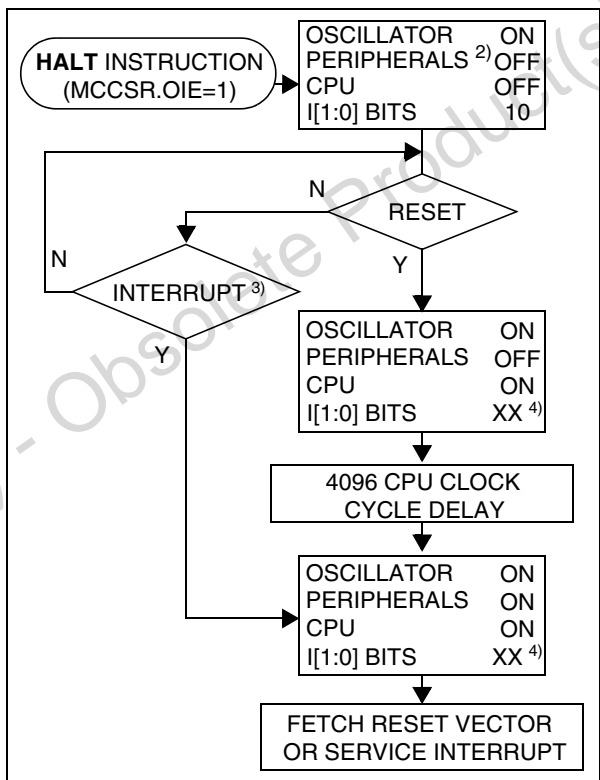 HALT INSTRUCTION
(MCCSR.OIE=1)
OSCILLATOR ON
PERIPHERALS 2) OFF
CPU OFF
I[1:0] BITS 10
N
RESET
Y
N
INTERRUPT 3)
Y
OSCILLATOR ON
PERIPHERALS OFF
CPU ON
I[1:0] BITS XX 4)
4096 CPU CLOCK
CYCLE DELAY
OSCILLATOR ON
PERIPHERALS ON
CPU ON
I[1:0] BITS XX 4)
FETCH RESET VECTOR
OR SERVICE INTERRUPT
- Obsolete Product(s